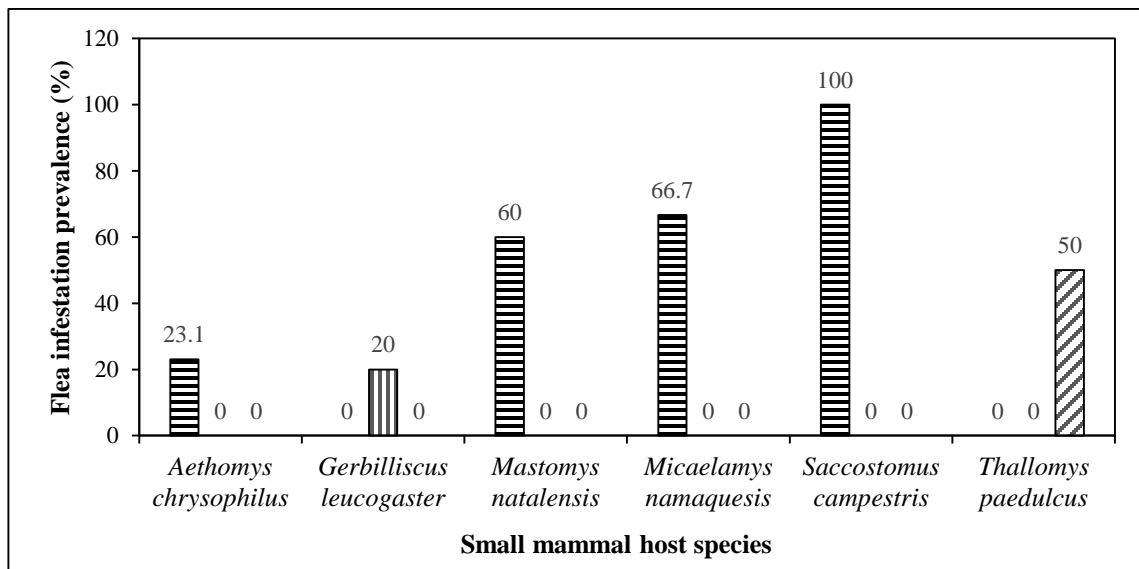 Flea infestation prevalence (%)
120
100
80
60
40
20
0
23.1
0 0
0
20
0
60
0 0
66.7
0 0
100
0 0
0 0
50
Aethomys
chrysophilus
Gerbilliscus
leucogaster
Mastomys
natalensis
Micaelamys
namaquesis
Saccostomus
campestris
Thallomys
paedulcus
Small mammal host species